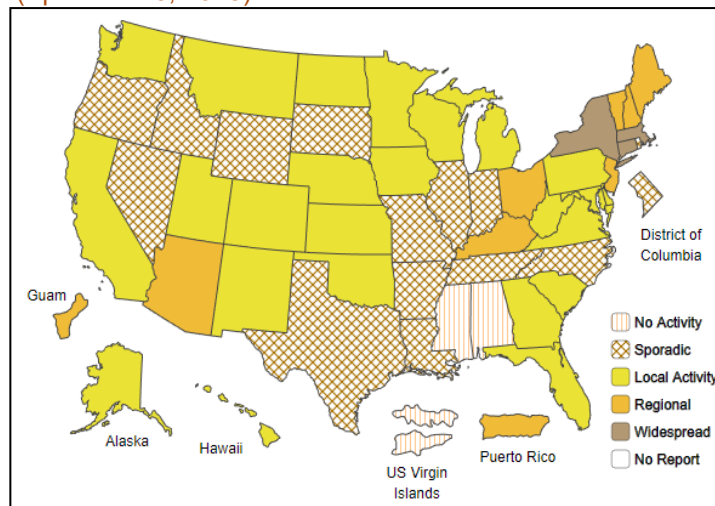 District of
Columbia
Guam
No Activity
Sporadic
Local Activity
Regional
Widespread
No Report
Alaska
Hawaii
US Virgin
Islands
Puerto Rico